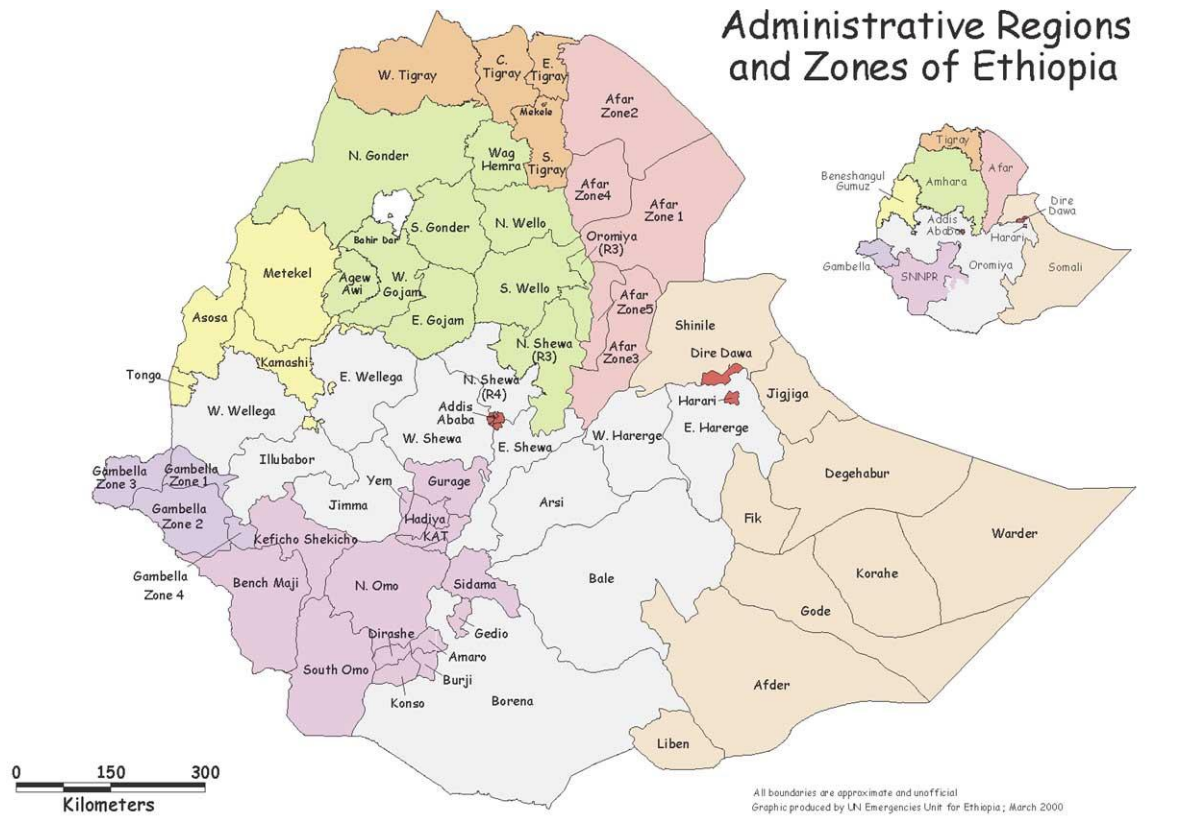 Administrative Regions
and Zones of Ethiopia
W. Tigray
C.
Tigray
E.
Tigray
Mekele
S.
Tigray
Afar
Zone2
N. Gonder
Wag
Hemra
Afar
Zone4
Afar
Zone 1
S. Gonder
N. Wello
Bahir Dar
Oromiya
(R3)
Metekel
Agew
Awi
W.
Gojam
S. Wello
Afar
Zone5
Asosa
E. Gojam
N. Shewa
(R3)
Afar
Zone3
Shinile
Dire Dawa
Tongo
Kamashi
E. Wellega
N. Shewa
(R4)
Harari
Jigjiga
W. Wellega
Addis
Ababa
W. Shewa
E. Shewa
W. Harerge
E. Harerge
Illubabor
Gambella
Zone 3
Gambella
Zone 1
Yem
Gurage
Degehabur
Gambella
Zone 2
Jimma
Arsi
Hadiya
KAT
Fik
Warder
Keficho Shekicho
Gambella
Zone 4
Bench Maji
N. Omo
Sidama
Bale
Korahe
Gode
Dirashe
Gedio
Amaro
South Omo
Burji
Konso
Borena
Afder
Liben
Tigray
Beneshangul
Gumuz
Amhara
Afar
Dire
Dawa
Addis
Ababa
Harari
Gambella
SNNPR
Oromiya
Somali
0 150 300
Kilometers
All boundaries are approximate and unofficial
Graphic produced by UN Emergencies Unit for Ethiopia ; March 2000